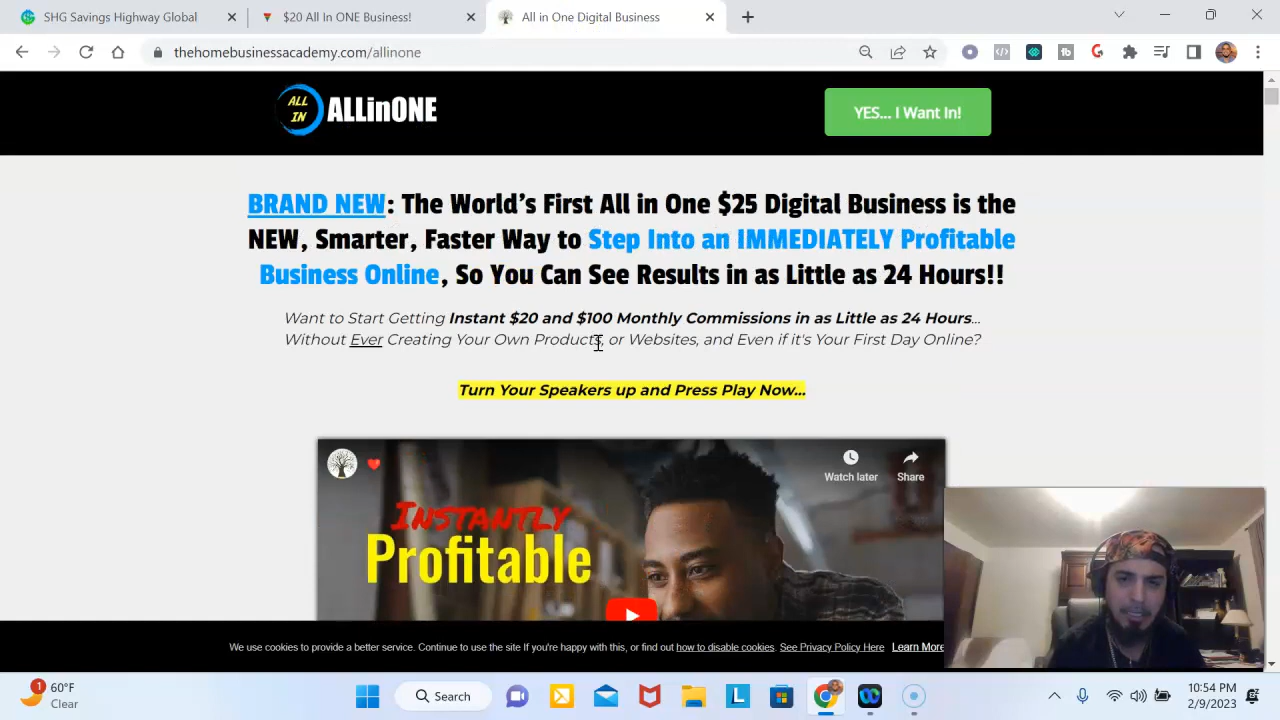 SHG Savings Highway Global
$20 All In ONE Business!
All in One Digital Business
thehomebusinessacademy.com/allinone
ALL IN
ALLinONE
YES... I Want In!
BRAND NEW: The World's First All in One $25 Digital Business is the
NEW, Smarter, Faster Way to Step Into an IMMEDIATELY Profitable
Business Online, So You Can See Results in as Little as 24 Hours!!
Want to Start Getting Instant $20 and $100 Monthly Commissions in as Little as 24 Hours...
Without Ever Creating Your Own Products, or Websites, and Even if it's Your First Day Online?
Turn Your Speakers up and Press Play Now...
Watch later
Share
INSTANTLY
Profitable
We use cookies to provide a better service. Continue to use the site If you're happy with this, or find out how to disable cookies. See Privacy Policy Here Learn More
1
60°F
Clear
Search
L
10:54 PM
2/9/2023